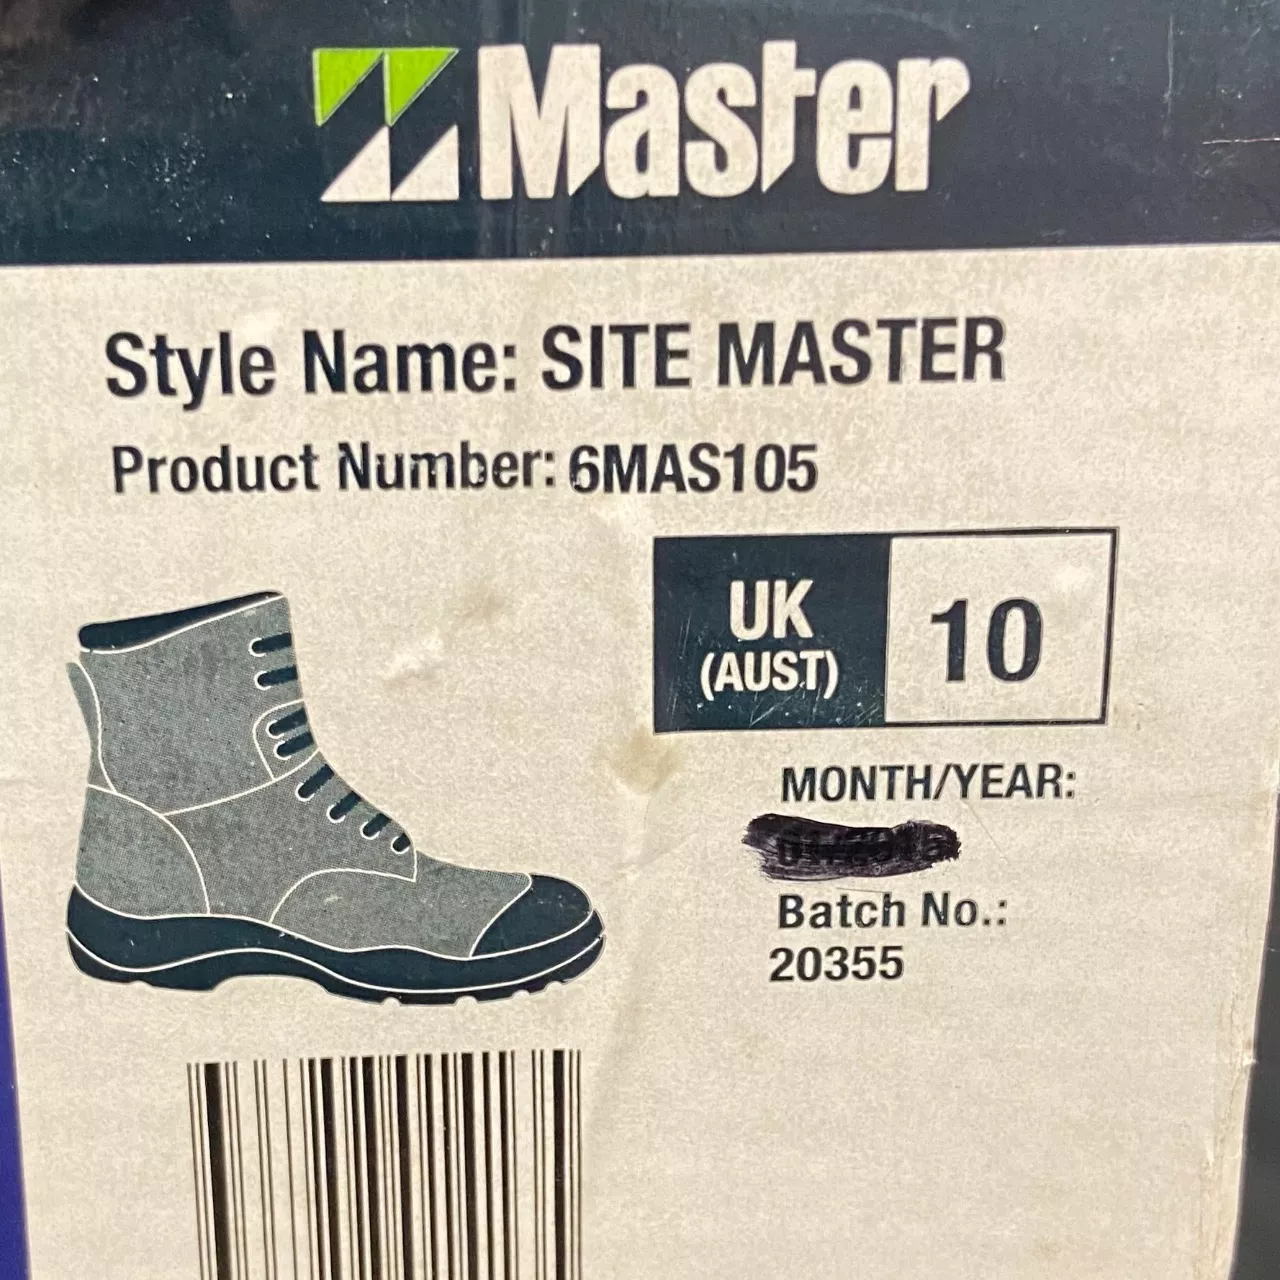 Master
Style Name: SITE MASTER
Product Number: 6MAS105
UK
(AUST)
10
MONTH/YEAR:
Batch No.:
20355